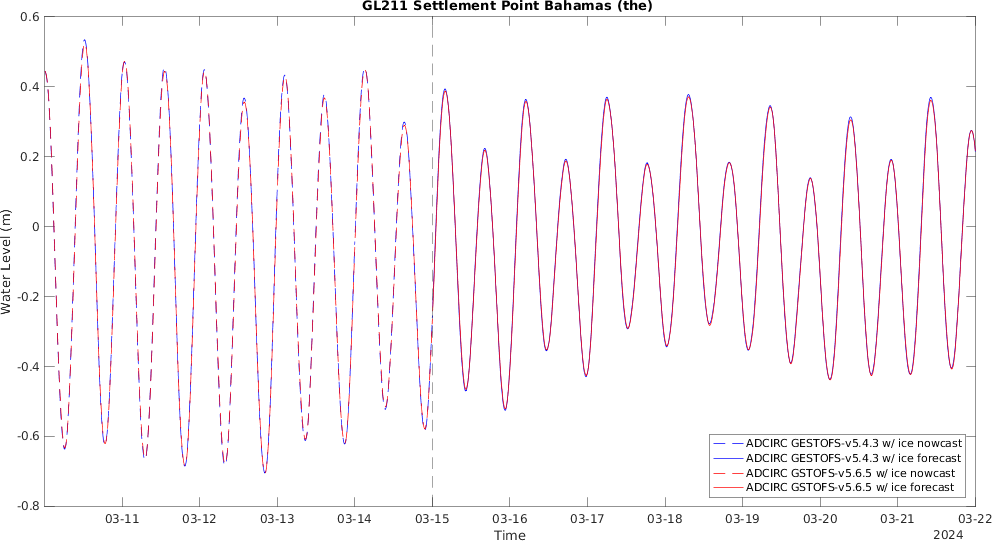 GL211 Settlement Point Bahamas (the)
0.6
0.4
0.2
0
-0.2
-0.4
-0.6
-0.8
Water Level (m)
ADCIRC GESTOFS-v5.4.3 w/ ice nowcast
ADCIRC GESTOFS-v5.4.3 w/ ice forecast
ADCIRC GSTOFS-v5.6.5 w/ ice nowcast
ADCIRC GSTOFS-v5.6.5 w/ ice forecast
03-11 03-12 03-13 03-14 03-15 03-16 03-17 03-18 03-19 03-20 03-21 03-22
Time
2024